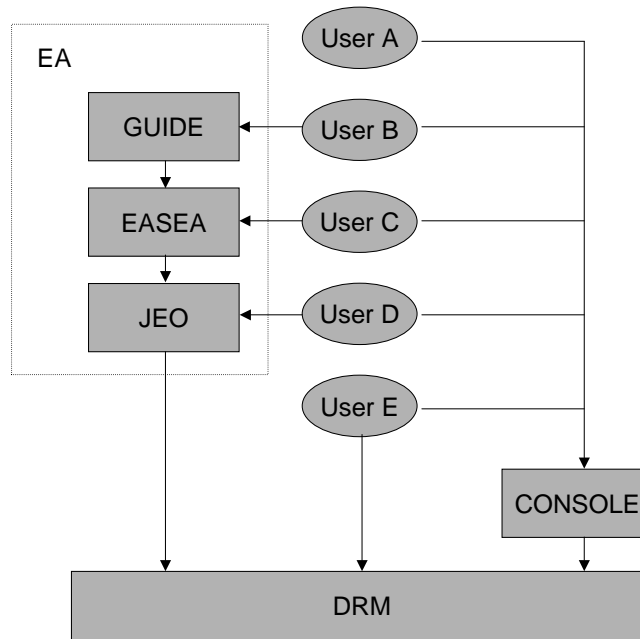 User A
EA
GUIDE
User B
EASEA
User C
JEO
User D
User E
CONSOLE
DRM